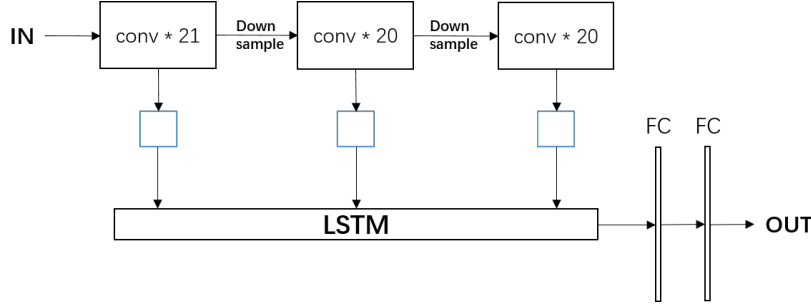 IN
conv * 21
Down
sample
conv * 20
Down
sample
conv * 20
FC
FC
LSTM
OUT